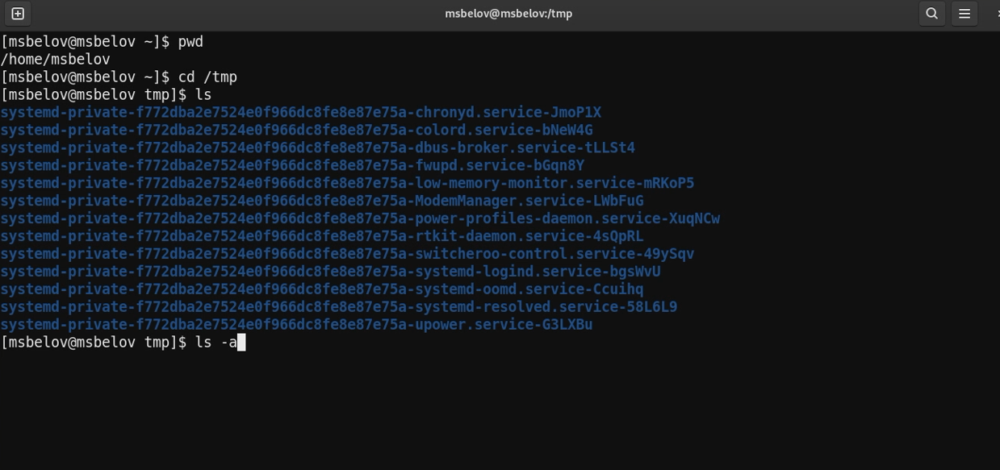 msbelov@msbelov:/tmp
[msbelov@msbelov ~]$ pwd
/home/msbelov
[msbelov@msbelov ~]$ cd /tmp
[msbelov@msbelov tmp]$ ls
systemd-private-f772dba2e7524e0f966dc8fe8e87e75a-chronyd.service-JmoP1X
systemd-private-f772dba2e7524e0f966dc8fe8e87e75a-colord.service-bNeW4G
systemd-private-f772dba2e7524e0f966dc8fe8e87e75a-dbus-broker.service-tLLSt4
systemd-private-f772dba2e7524e0f966dc8fe8e87e75a-fwupd.service-bGqn8Y
systemd-private-f772dba2e7524e0f966dc8fe8e87e75a-low-memory-monitor.service-mRKoP5
systemd-private-f772dba2e7524e0f966dc8fe8e87e75a-ModemManager.service-LWbFuG
systemd-private-f772dba2e7524e0f966dc8fe8e87e75a-power-profiles-daemon.service-XuqNCw
systemd-private-f772dba2e7524e0f966dc8fe8e87e75a-rtkit-daemon.service-4sQpRL
systemd-private-f772dba2e7524e0f966dc8fe8e87e75a-switcheroo-control.service-49ySqv
systemd-private-f772dba2e7524e0f966dc8fe8e87e75a-systemd-logind.service-bgsWvU
systemd-private-f772dba2e7524e0f966dc8fe8e87e75a-systemd-oomd.service-Ccuihq
systemd-private-f772dba2e7524e0f966dc8fe8e87e75a-systemd-resolved.service-58L6L9
systemd-private-f772dba2e7524e0f966dc8fe8e87e75a-upower.service-G3LXBu
[msbelov@msbelov tmp]$ ls -a